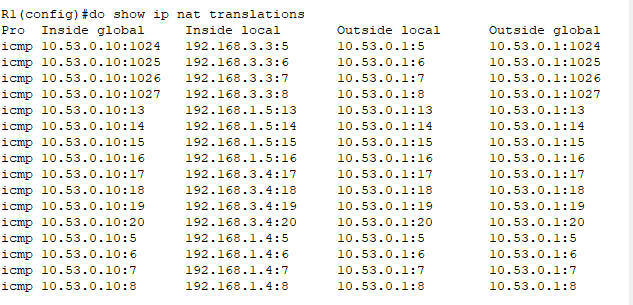 R1(config)#do show ip nat translations
Pro  Inside global     Inside local       Outside local      Outside global
icmp 10.53.0.10:1024   192.168.3.3:5      10.53.0.1:5        10.53.0.1:1024
icmp 10.53.0.10:1025   192.168.3.3:6      10.53.0.1:6        10.53.0.1:1025
icmp 10.53.0.10:1026   192.168.3.3:7      10.53.0.1:7        10.53.0.1:1026
icmp 10.53.0.10:1027   192.168.3.3:8      10.53.0.1:8        10.53.0.1:1027
icmp 10.53.0.10:13     192.168.1.5:13     10.53.0.1:13       10.53.0.1:13
icmp 10.53.0.10:14     192.168.1.5:14     10.53.0.1:14       10.53.0.1:14
icmp 10.53.0.10:15     192.168.1.5:15     10.53.0.1:15       10.53.0.1:15
icmp 10.53.0.10:16     192.168.1.5:16     10.53.0.1:16       10.53.0.1:16
icmp 10.53.0.10:17     192.168.3.4:17     10.53.0.1:17       10.53.0.1:17
icmp 10.53.0.10:18     192.168.3.4:18     10.53.0.1:18       10.53.0.1:18
icmp 10.53.0.10:19     192.168.3.4:19     10.53.0.1:19       10.53.0.1:19
icmp 10.53.0.10:20     192.168.3.4:20     10.53.0.1:20       10.53.0.1:20
icmp 10.53.0.10:5      192.168.1.4:5      10.53.0.1:5        10.53.0.1:5
icmp 10.53.0.10:6      192.168.1.4:6      10.53.0.1:6        10.53.0.1:6
icmp 10.53.0.10:7      192.168.1.4:7      10.53.0.1:7        10.53.0.1:7
icmp 10.53.0.10:8      192.168.1.4:8      10.53.0.1:8        10.53.0.1:8